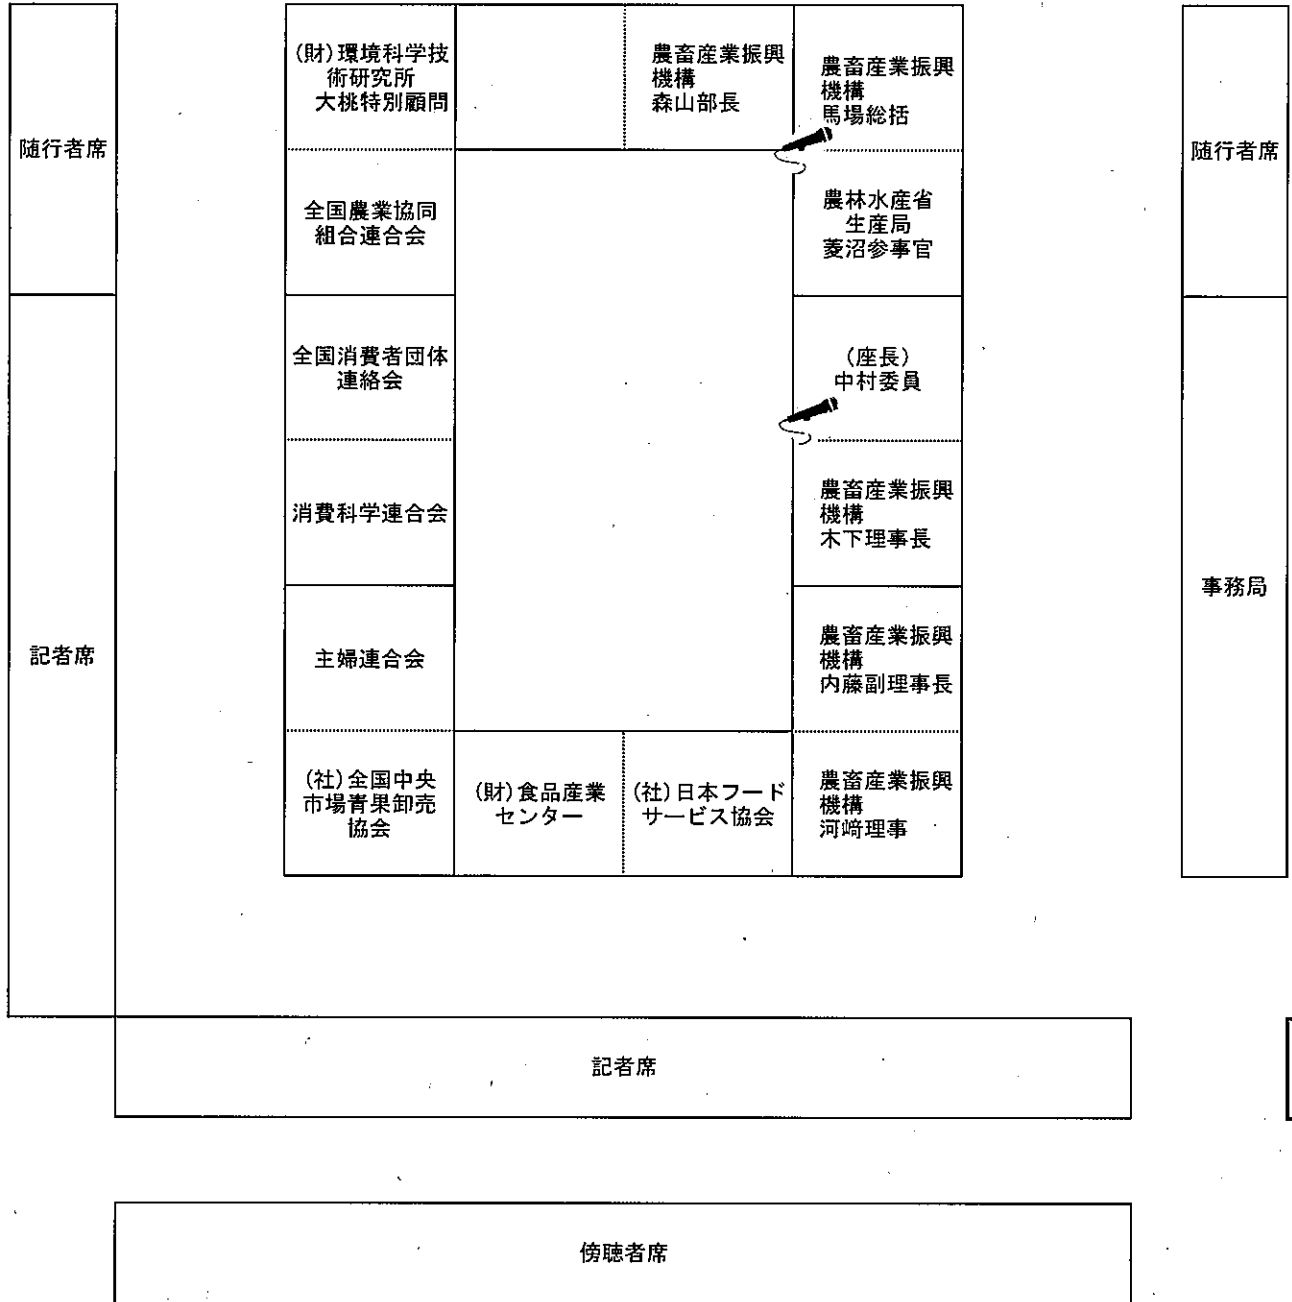 (財)環境科学技
術研究所
大桃特別顧問
農畜産業振興
機構
森山部長
農畜産業振興
機構
馬場総括
随行者席
随行者席
全国農業協同
組合連合会
農林水産省
生産局
菱沼参事官
全国消費者団体
連絡会
(座長)
中村委員
消費科学連合会
農畜産業振興
機構
木下理事長
事務局
記者席
主婦連合会
農畜産業振興
機構
内藤副理事長
(社)全国中央
市場青果卸売
協会
(財)食品産業
センター
(社)日本フード
サービス協会
農畜産業振興
機構
河﨑理事
記者席
傍聴者席